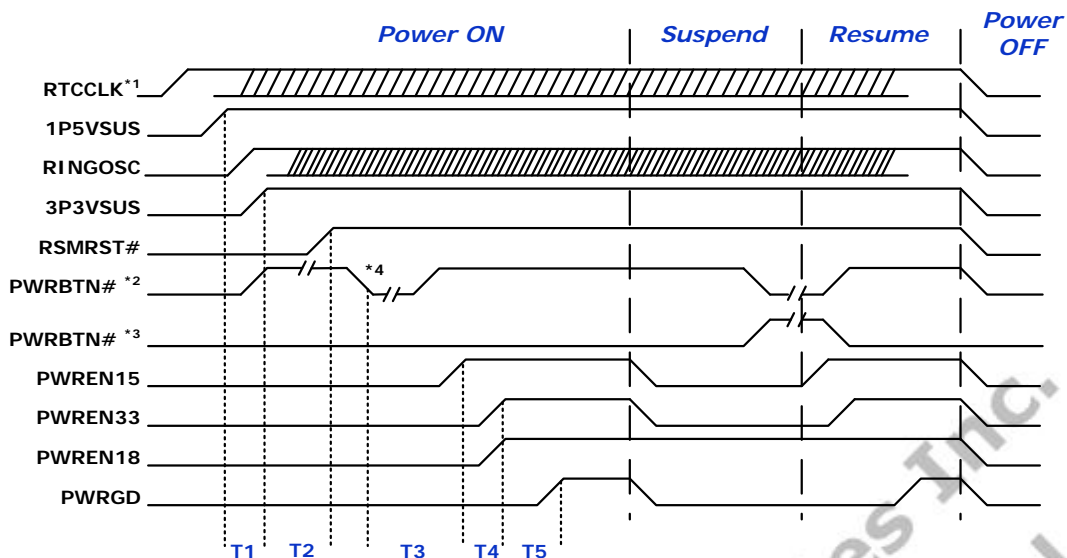 Power ON
Suspend
Resume
Power
OFF
RTCCLK*1
1P5VSUS
RINGOSC
3P3VSUS
RSMRST#
*4
PWRBTN# *2
PWRBTN# *3
PWREN15
PWREN33
PWREN18
PWRGD
T1 T2 T3 T4 T5
Inc.